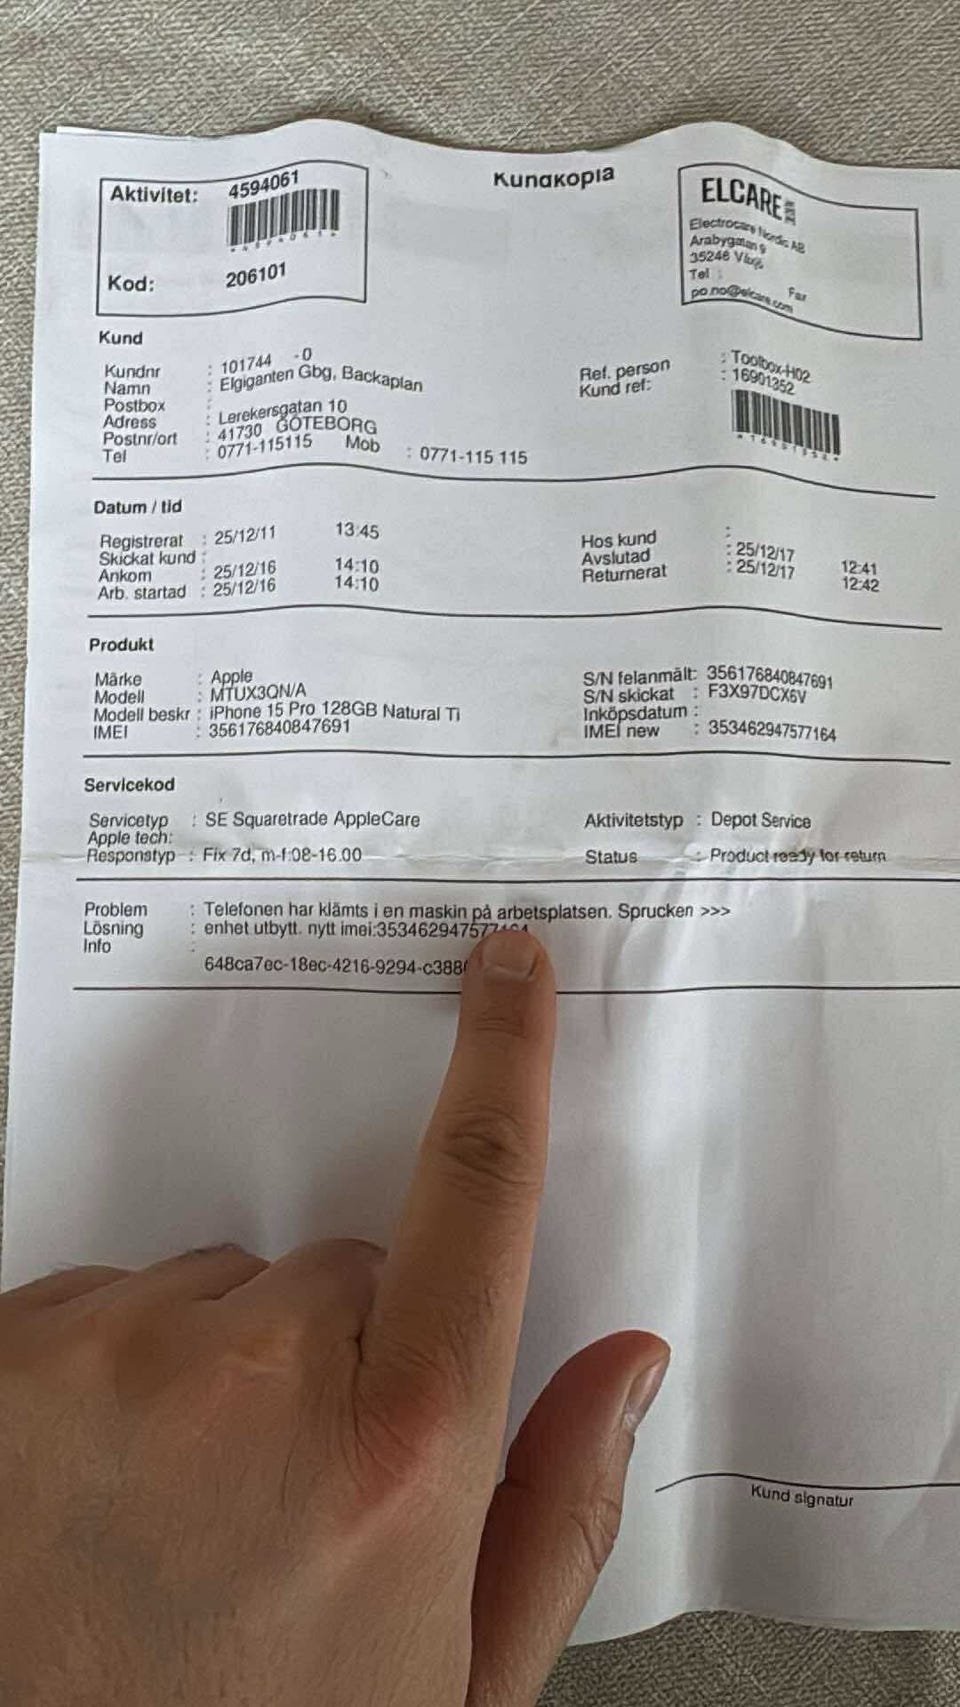 Kundkopia
Aktivitet: 4594061
*4594061*
Kod: 206101
ELCARE
Electrocare Nordic AB
Arabygatan 9
35246 Växjö
Tel :
Fax
po.no@elcare.com
Kund
Kundnr : 101744 -0
Namn : Elgiganten Gbg, Backaplan
Postbox :
Adress : Lerekersgatan 10
Postnr/ort : 41730 GÖTEBORG
Tel : 0771-115115 Mob : 0771-115 115
Ref. person : Toolbox-H02
Kund ref: : 16901352
*16901352*
Datum / tid
Registrerat : 25/12/11 13:45
Skickat kund :
Ankom : 25/12/16 14:10
Arb. startad : 25/12/16 14:10
Hos kund :
Avslutad : 25/12/17 12:41
Returnerat : 25/12/17 12:42
Produkt
Märke : Apple
Modell : MTUX3QN/A
Modell beskr : iPhone 15 Pro 128GB Natural Ti
IMEI : 356176840847691
S/N felanmält: 356176840847691
S/N skickat : F3X97DCX6V
Inköpsdatum :
IMEI new : 353462947577164
Servicekod
Servicetyp : SE Squaretrade AppleCare
Apple tech:
Responstyp : Fix 7d, m-f:08-16.00
Aktivitetstyp : Depot Service
Status : Product ready for return
Problem : Telefonen har klämts i en maskin på arbetsplatsen. Sprucken >>>
Lösning : enhet utbytt. nytt imei:353462947577164
Info :
648ca7ec-18ec-4216-9294-c388
Kund signatur